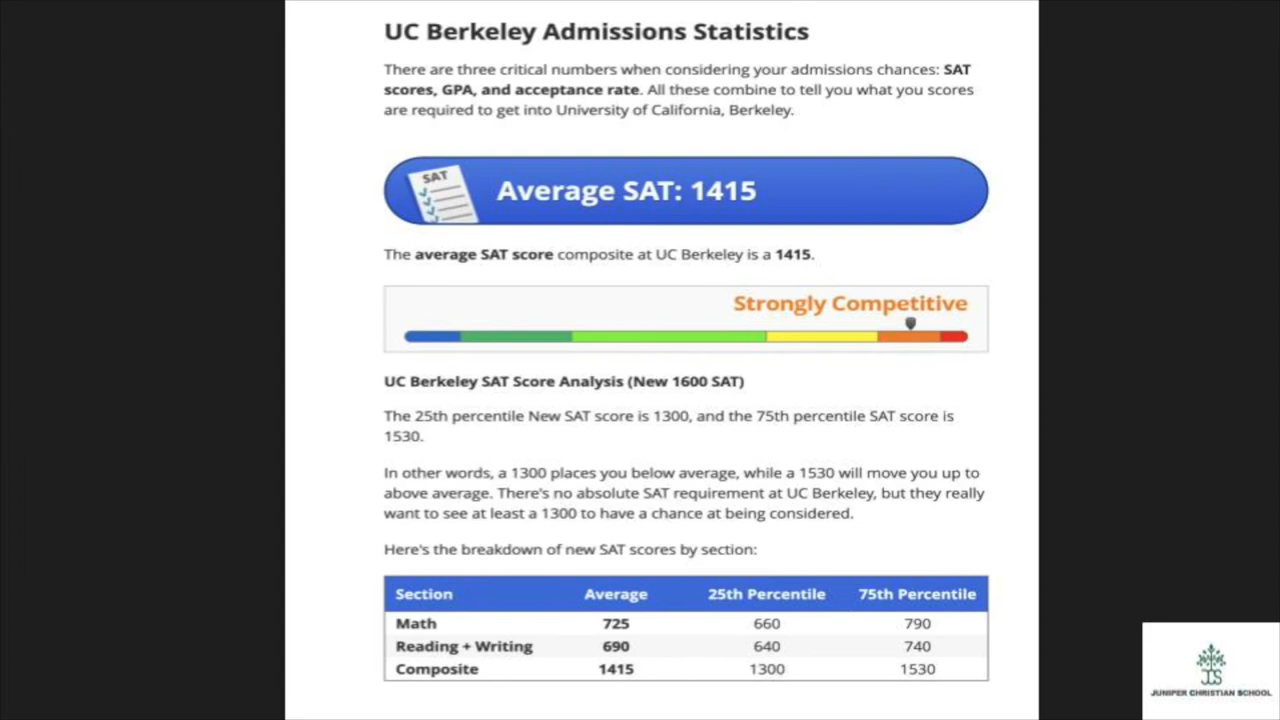 UC Berkeley Admissions Statistics
There are three critical numbers when considering your admissions chances: SAT
scores, GPA, and acceptance rate. All these combine to tell you what you scores
are required to get into University of California, Berkeley.
SAT
Average SAT: 1415
The average SAT score composite at UC Berkeley is a 1415.
Strongly Competitive
UC Berkeley SAT Score Analysis (New 1600 SAT)
The 25th percentile New SAT score is 1300, and the 75th percentile SAT score is
1530.
In other words, a 1300 places you below average, while a 1530 will move you up to
above average. There's no absolute SAT requirement at UC Berkeley, but they really
want to see at least a 1300 to have a chance at being considered.
Here's the breakdown of new SAT scores by section:
Section Average 25th Percentile 75th Percentile
Math 725 660 790
Reading + Writing 690 640 740
Composite 1415 1300 1530
JCS
JUNIPER CHRISTIAN SCHOOL